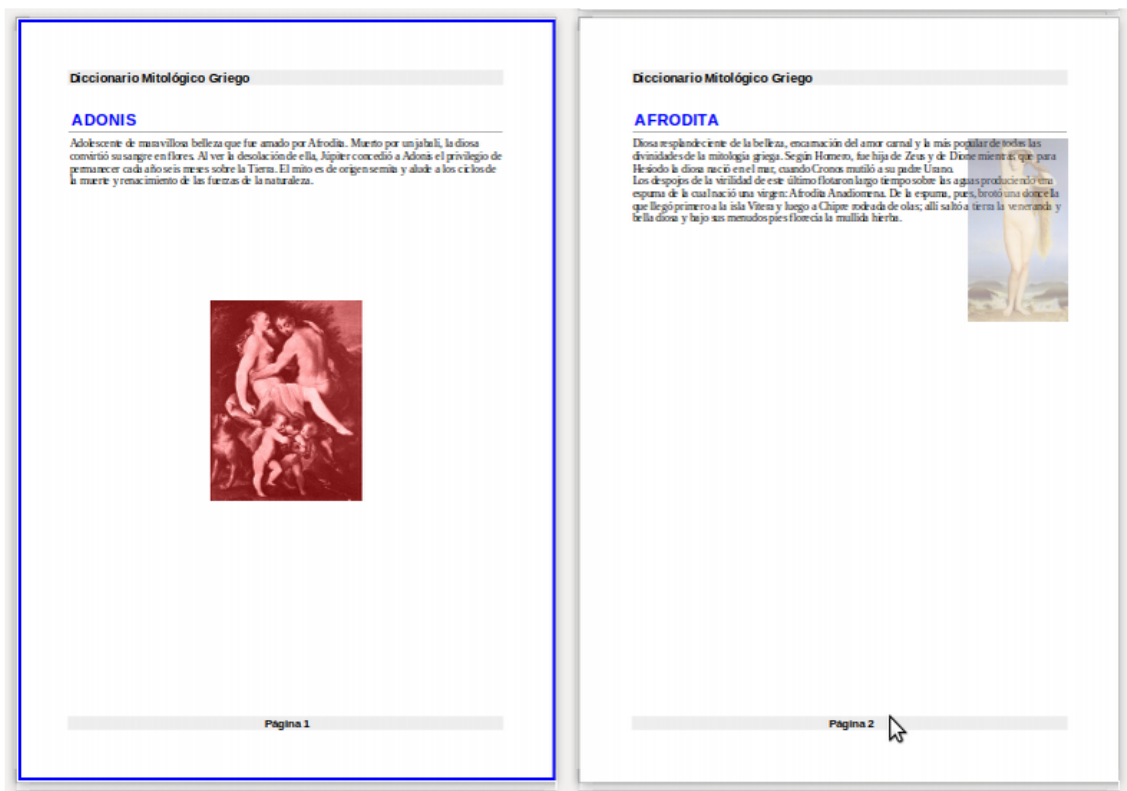 Diccionario Mitológico Griego
ADONIS
Adolescente de maravillosa belleza que fue amado por Afrodita. Muerto por un jabalí, la diosa
convirtió su sangre en flores. Al ver la desolación de ella, Júpiter concedió a Adonis el privilegio de
permanecer cada año seis meses sobre la Tierra. El mito es de origen semita y alude a los ciclos de
la muerte y renacimiento de las fuerzas de la naturaleza.
Página 1
Diccionario Mitológico Griego
AFRODITA
Diosa resplandeciente de la belleza, encarnación del amor carnal y la más popular de todas las
divinidades de la mitología griega. Según Homero, fue hija de Zeus y de Dione mientras que para
Hesíodo la diosa nació en el mar, cuando Cronos mutiló a su padre Urano.
Los despojos de la virilidad de este último flotaron largo tiempo sobre las aguas produciendo una
espuma de la cual nació una virgen: Afrodita Anadiomena. De la espuma, pues, brotó una doncella
que llegó primero a la isla Vitera y luego a Chipre rodeada de olas; allí saltó a tierra la veneranda y
bella diosa y bajo sus menudos pies florecía la mullida hierba.
Página 2